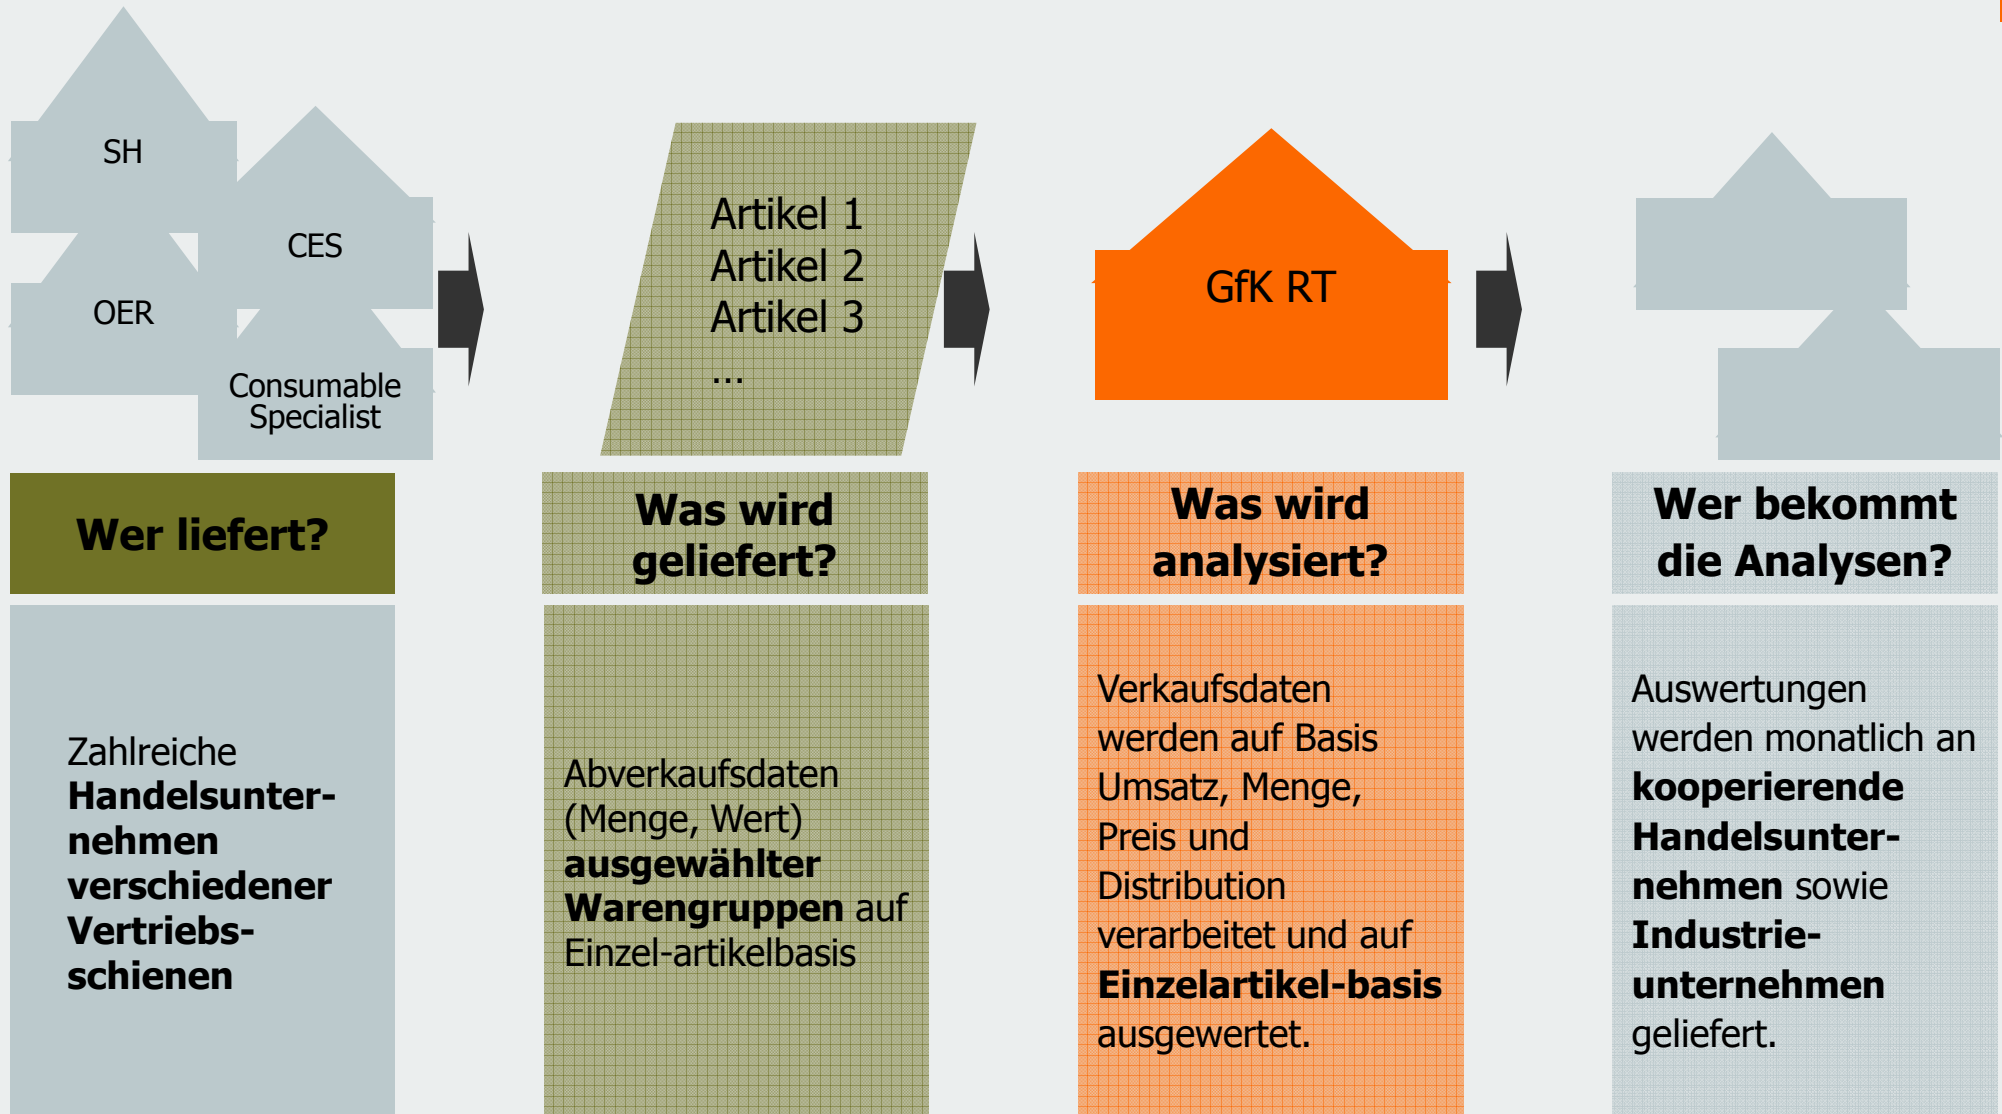 SH
CES
OER
Consumable
Specialist
Artikel 1
Artikel 2
Artikel 3
...
GfK RT
Wer liefert?
Was wird
geliefert?
Was wird
analysiert?
Wer bekommt
die Analysen?
Zahlreiche
Handelsunter-
nehmen
verschiedener
Vertriebs-
schienen
Abverkaufsdaten
(Menge, Wert)
ausgewählter
Warengruppen auf
Einzel-artikelbasis
Verkaufsdaten
werden auf Basis
Umsatz, Menge,
Preis und
Distribution
verarbeitet und auf
Einzelartikel-basis
ausgewertet.
Auswertungen
werden monatlich an
kooperierende
Handelsunter-
nehmen sowie
Industrie-
unternehmen
geliefert.